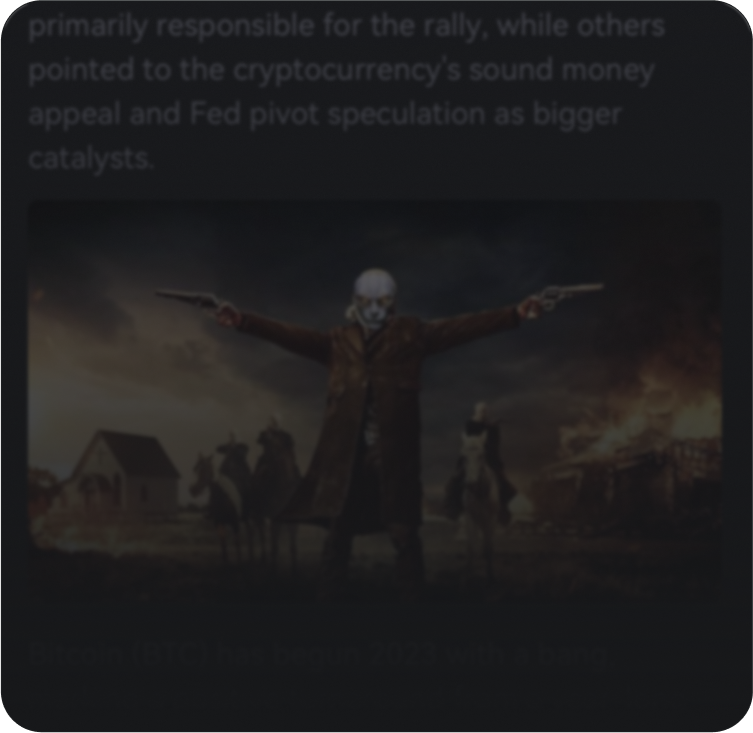 primarily responsible for the rally, while others
pointed to the cryptocurrency's sound money
appeal and Fed pivot speculation as bigger
catalysts.
Bitcoin (BTC) has begun 2023 with a bang